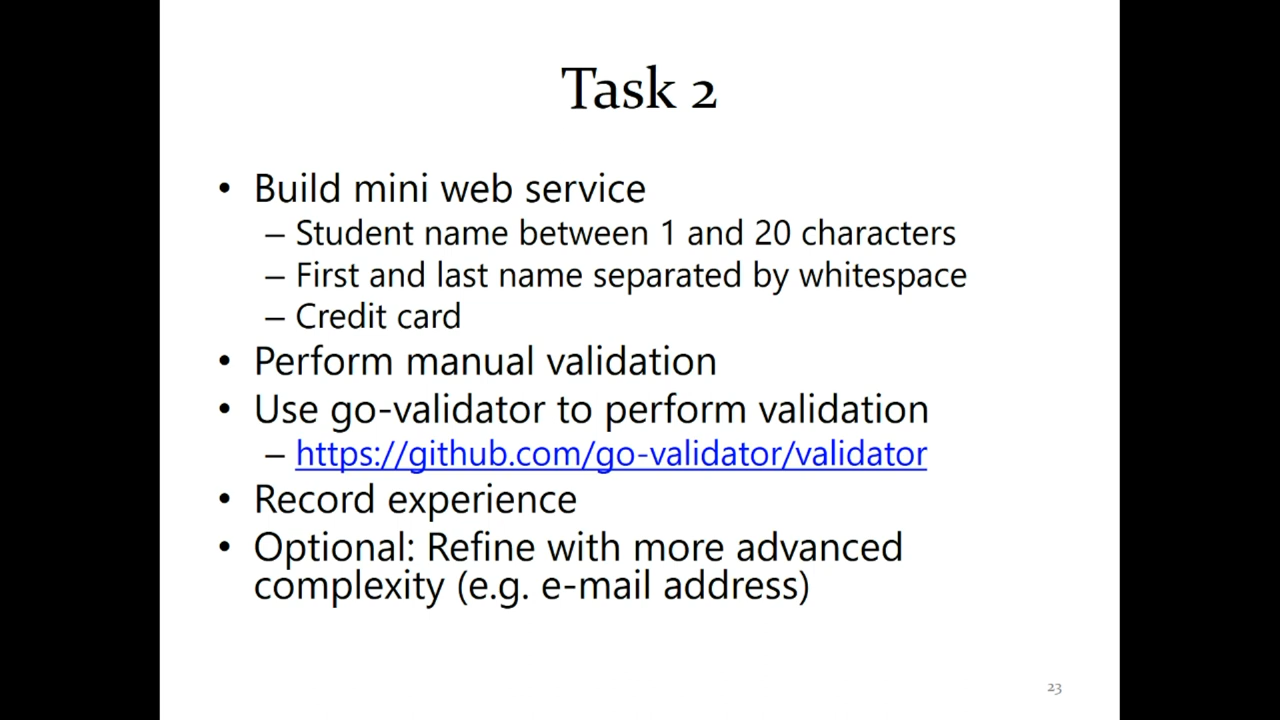 Task 2
• Build mini web service
– Student name between 1 and 20 characters
– First and last name separated by whitespace
– Credit card
• Perform manual validation
• Use go-validator to perform validation
– https://github.com/go-validator/validator
• Record experience
• Optional: Refine with more advanced
complexity (e.g. e-mail address)
23